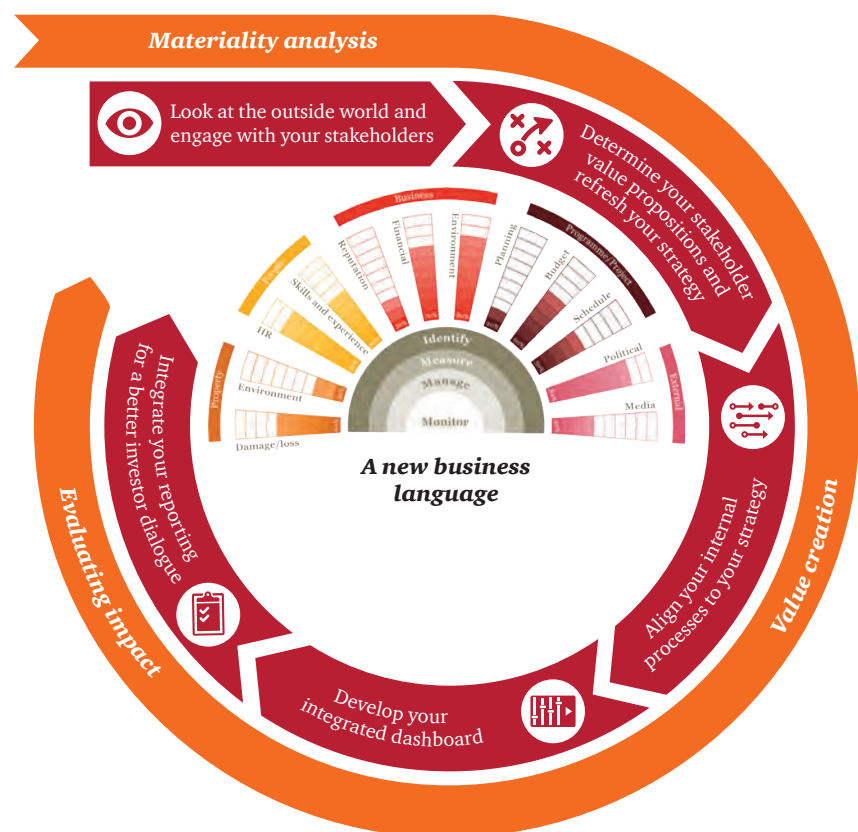 Materiality analysis
Look at the outside world and
engage with your stakeholders
Determine your stakeholder
value propositions and
refresh your strategy
Align your internal
processes to your strategy
Develop your
integrated dashboard
Integrate your reporting
for a better investor dialogue
Value creation
Evaluating impact
Property
Damage/loss
Environment
People
HR
Skills and experience
Business
Reputation
Financial
Environment
Programme/Project
Planning
Budget
Schedule
External
Political
Media
Identify
Measure
Manage
Monitor
A new business
language